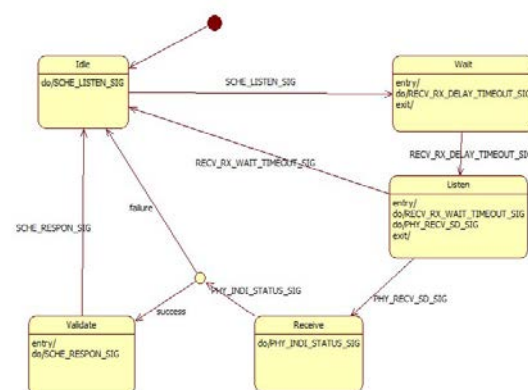 Idle
do/SCHE_LISTEN_SIG
SCHE_LISTEN_SIG
Wait
entry/
do/RECV_RX_DELAY_TIMEOUT_SIG
exit/
RECV_RX_DELAY_TIMEOUT_SIG
RECV_RX_WAIT_TIMEOUT_SIG
Listen
entry/
do/RECV_RX_WAIT_TIMEOUT_SIG
do/PHY_RECV_SD_SIG
exit/
failure
SCHE_RESPON_SIG
PHY_INDI_STATUS_SIG
PHY_RECV_SD_SIG
success
Validate
entry/
do/SCHE_RESPON_SIG
Receive
do/PHY_INDI_STATUS_SIG